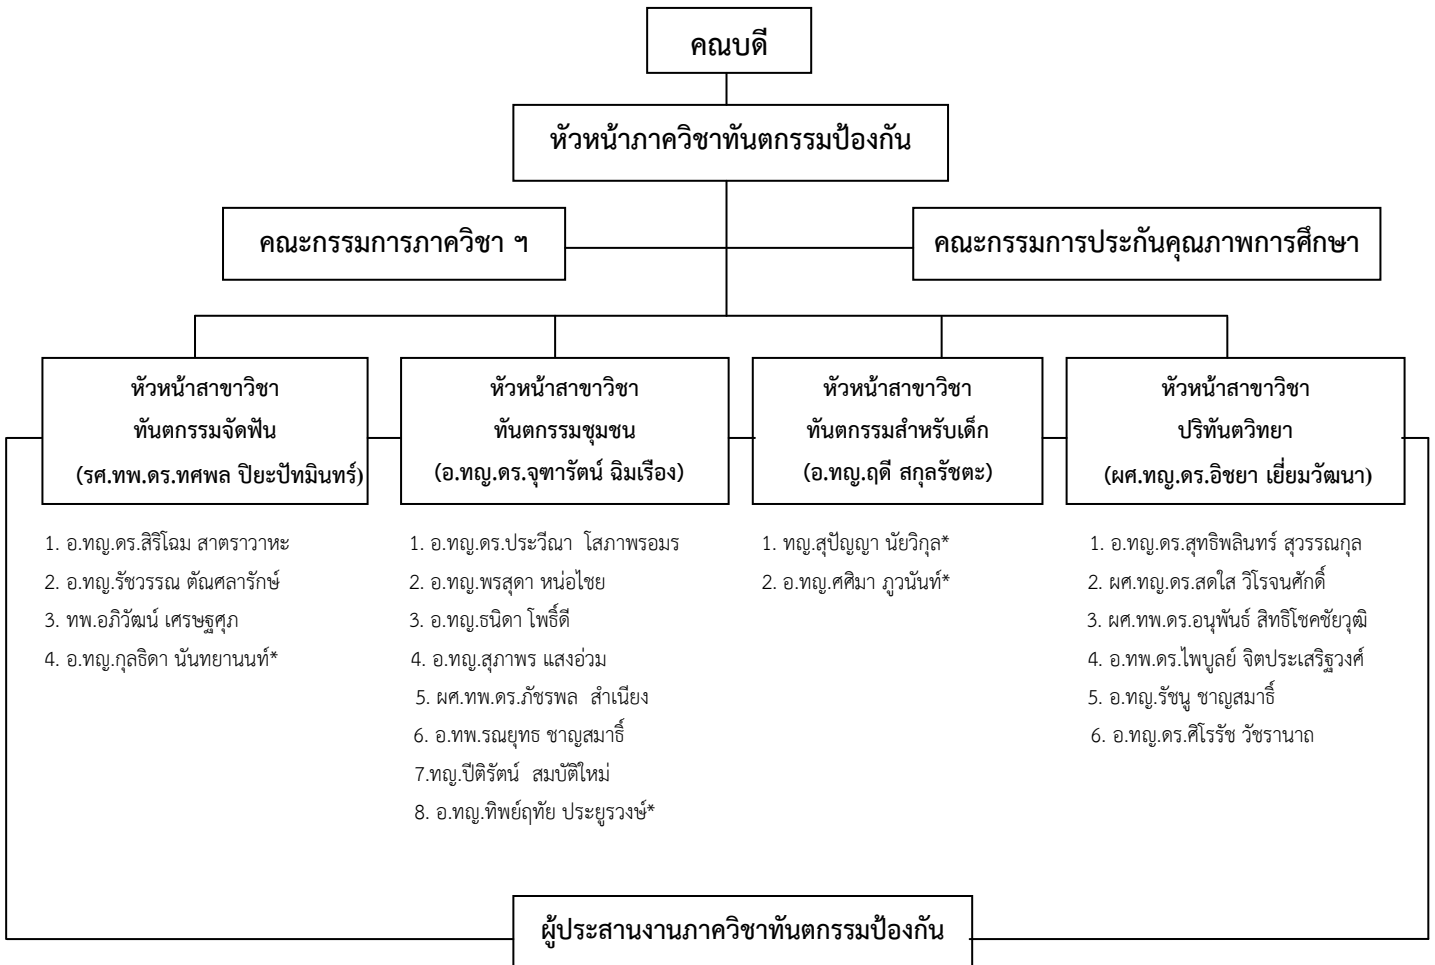 คณบดี
หัวหน้าภาควิชาทันตกรรมป้องกัน
คณะกรรมการภาควิชา ฯ
คณะกรรมการประกันคุณภาพการศึกษา
หัวหน้าสาขาวิชา
ทันตกรรมจัดฟัน
(รศ.ทพ.ดร.ทศพล ปิยะปัทมินทร์)
หัวหน้าสาขาวิชา
ทันตกรรมชุมชน
(อ.ทญ.ดร.จุฑารัตน์ ฉิมเรือง)
หัวหน้าสาขาวิชา
ทันตกรรมสำหรับเด็ก
(อ.ทญ.ฤดี สกุลรัชตะ)
หัวหน้าสาขาวิชา
ปริทันตวิทยา
(ผศ.ทญ.ดร.อิชยา เยี่ยมวัฒนา)
1. อ.ทญ.ดร.สิริโฉม สาตราวาหะ
2. อ.ทญ.รัชวรรณ ตัณศลารักษ์
3. ทพ.อภิวัฒน์ เศรษฐศุภ
4. อ.ทญ.กุลธิดา นันทยานนท์*
1. อ.ทญ.ดร.ประวีณา โสภาพรอมร
2. อ.ทญ.พรสุดา หน่อไชย
3. อ.ทญ.ธนิดา โพธิ์ดี
4. อ.ทญ.สุภาพร แสงอ่วม
5. ผศ.ทพ.ดร.ภัชรพล สำเนียง
6. อ.ทพ.รณยุทธ ชาญสมาธิ์
7.ทญ.ปีติรัตน์ สมบัติใหม่
8. อ.ทญ.ทิพย์ฤทัย ประยูรวงษ์*
1. ทญ.สุปัญญา นัยวิกุล*
2. อ.ทญ.ศศิมา ภูวนันท์*
1. อ.ทญ.ดร.สุทธิพลินทร์ สุวรรณกุล
2. ผศ.ทญ.ดร.สดใส วิโรจนศักดิ์
3. ผศ.ทพ.ดร.อนุพันธ์ สิทธิโชคชัยวุฒิ
4. อ.ทพ.ดร.ไพบูลย์ จิตประเสริฐวงศ์
5. อ.ทญ.รัชนู ชาญสมาธิ์
6. อ.ทญ.ดร.ศิโรรัช วัชรานาถ
ผู้ประสานงานภาควิชาทันตกรรมป้องกัน